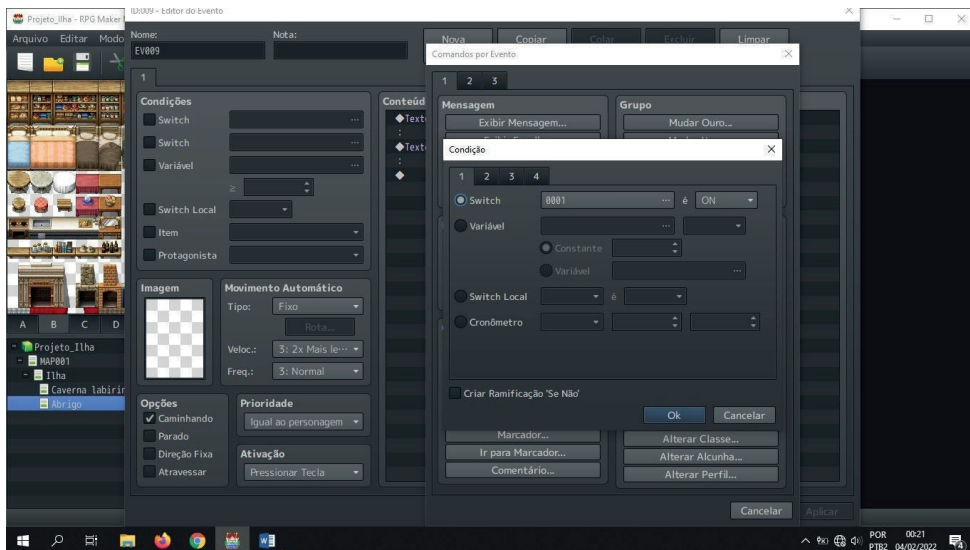 ID:009 - Editor do Evento
Projeto_Ilha - RPG Maker
Arquivo Editar Modo
Nome:
Nota:
EV009
Nova Copiar Colar Excluir Limpar
1
Condições
Switch
Switch
Variável
≥
Switch Local
Item
Protagonista
Imagem
Movimento Automático
Tipo: Fixo
Rota...
Veloc.: 3: 2x Mais le...
Freq.: 3: Normal
Opções
Caminhando
Parado
Direção Fixa
Atravessar
Prioridade
Igual ao personagem
Ativação
Pressionar Tecla
Conteúd
◆Text
:
◆Text
:
◆
Comandos por Evento
1 2 3
Mensagem
Exibir Mensagem...
Grupo
Mudar Ouro...
Condição
1 2 3 4
Switch 0001 ... é ON
Variável ...
Constante
Variável ...
Switch Local é
Cronômetro
Criar Ramificação 'Se Não'
Ok Cancelar
Marcador...
Ir para Marcador...
Comentário...
Alterar Classe...
Alterar Alcunha...
Alterar Perfil...
Cancelar Aplicar
A B C D
Projeto_Ilha
MAP001
Ilha
Caverna labirin
Abrigo
POR 00:21
PTB2 04/02/2022